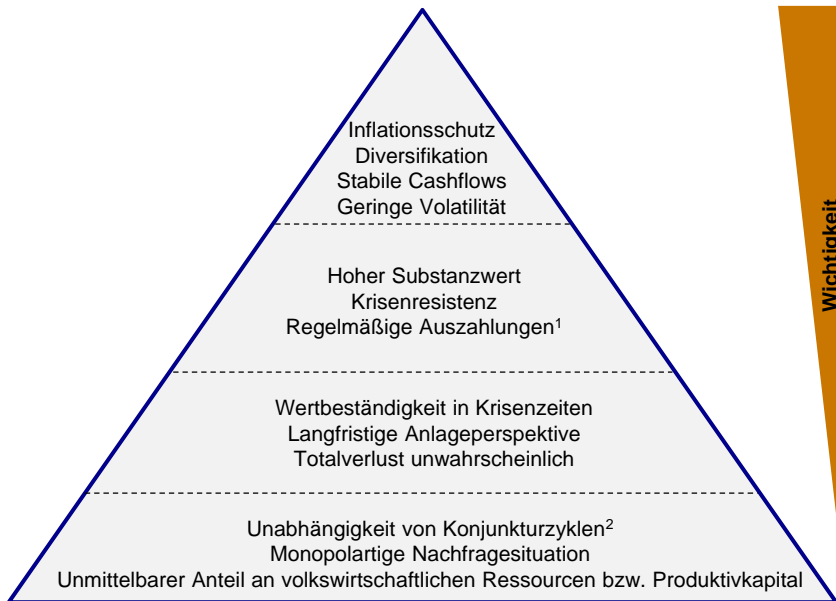 Inflationsschutz
Diversifikation
Stabile Cashflows
Geringe Volatilität
Hoher Substanzwert
Krisenresistenz
Regelmäßige Auszahlungen¹
Wertbeständigkeit in Krisenzeiten
Langfristige Anlageperspektive
Totalverlust unwahrscheinlich
Unabhängigkeit von Konjunkturzyklen²
Monopolartige Nachfragesituation
Unmittelbarer Anteil an volkswirtschaftlichen Ressourcen bzw. Produktivkapital
Wichtigkeit